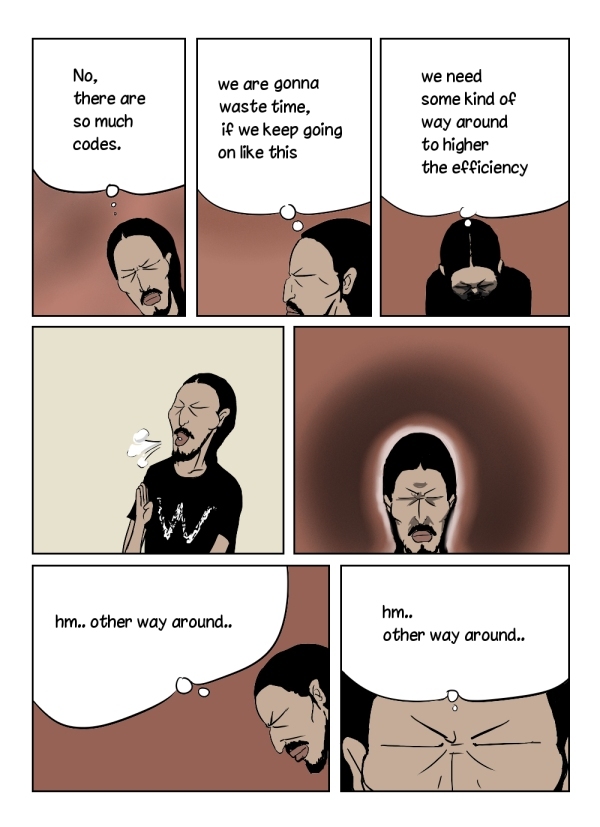 No,
there are
so much
codes.
we are gonna
waste time,
if we keep going
on like this
we need
some kind of
way around
to higher
the efficiency
W
hm.. other way around..
hm..
other way around..